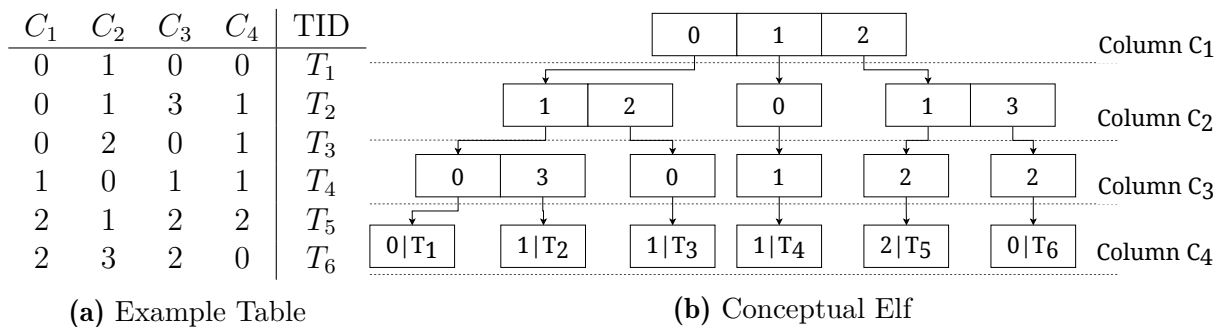 C1 C2 C3 C4 TID
0 1 0 0 T1
0 1 3 1 T2
0 2 0 1 T3
1 0 1 1 T4
2 1 2 2 T5
2 3 2 0 T6
(a) Example Table
0 1 2 Column C1
1 2 0 1 3 Column C2
0 3 0 1 2 2 Column C3
0|T1 1|T2 1|T3 1|T4 2|T5 0|T6 Column C4
(b) Conceptual Elf